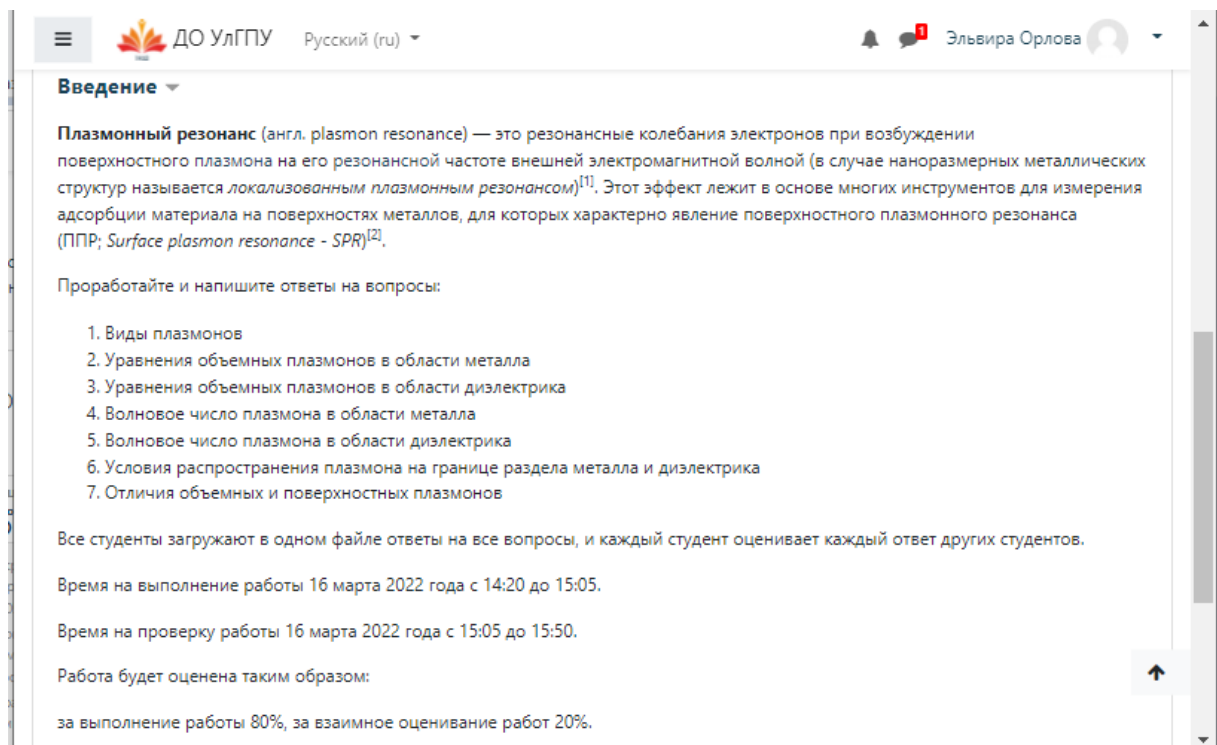 ДО УлГПУ Русский (ru) 1 Эльвира Орлова
Введение
Плазмонный резонанс (англ. plasmon resonance) — это резонансные колебания электронов при возбуждении
поверхностного плазмона на его резонансной частоте внешней электромагнитной волной (в случае наноразмерных металлических
структур называется локализованным плазмонным резонансом)[1]. Этот эффект лежит в основе многих инструментов для измерения
адсорбции материала на поверхностях металлов, для которых характерно явление поверхностного плазмонного резонанса
(ППР; Surface plasmon resonance - SPR)[2].
Проработайте и напишите ответы на вопросы:
1. Виды плазмонов
2. Уравнения объемных плазмонов в области металла
3. Уравнения объемных плазмонов в области диэлектрика
4. Волновое число плазмона в области металла
5. Волновое число плазмона в области диэлектрика
6. Условия распространения плазмона на границе раздела металла и диэлектрика
7. Отличия объемных и поверхностных плазмонов
Все студенты загружают в одном файле ответы на все вопросы, и каждый студент оценивает каждый ответ других студентов.
Время на выполнение работы 16 марта 2022 года с 14:20 до 15:05.
Время на проверку работы 16 марта 2022 года с 15:05 до 15:50.
Работа будет оценена таким образом:
за выполнение работы 80%, за взаимное оценивание работ 20%.